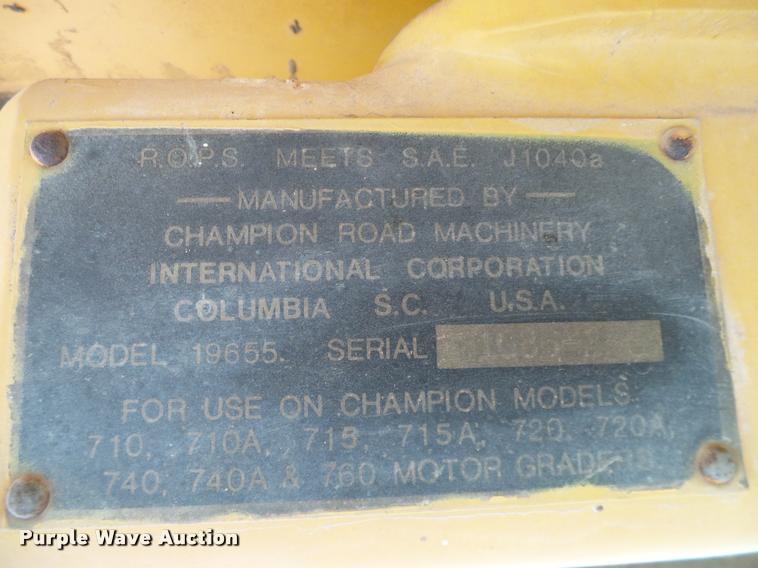 R.O.P.S. MEETS S.A.E. J1040a
— MANUFACTURED BY —
CHAMPION ROAD MACHINERY
INTERNATIONAL CORPORATION
COLUMBIA S.C. U.S.A.
MODEL 19655. SERIAL
FOR USE ON CHAMPION MODELS
710, 710A, 715, 715A, 720, 720A,
740, 740A & 760 MOTOR GRADERS
Purple Wave Auction